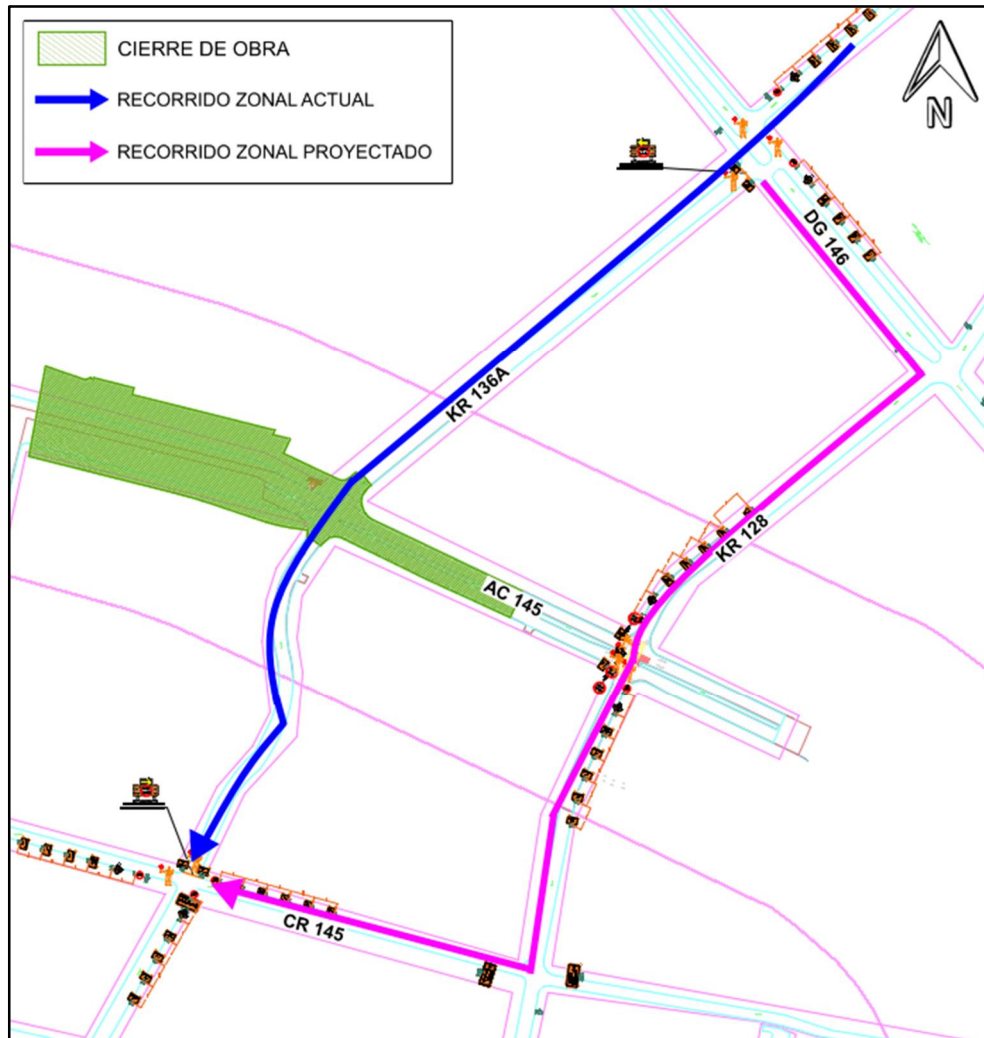 CIERRE DE OBRA
RECORRIDO ZONAL ACTUAL
RECORRIDO ZONAL PROYECTADO
N
DG 146
KR 136A
KR 128
AC 145
CR 145